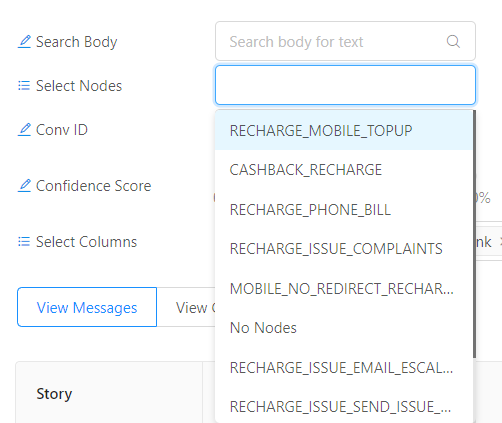 Search Body
Search body for text
Select Nodes
Conv ID
RECHARGE_MOBILE_TOPUP
CASHBACK_RECHARGE
Confidence Score
0%
RECHARGE_PHONE_BILL
Select Columns
nk ×
RECHARGE_ISSUE_COMPLAINTS
MOBILE_NO_REDIRECT_RECHAR...
View Messages
View
No Nodes
RECHARGE_ISSUE_EMAIL_ESCAL...
Story
RECHARGE_ISSUE_SEND_ISSUE_...